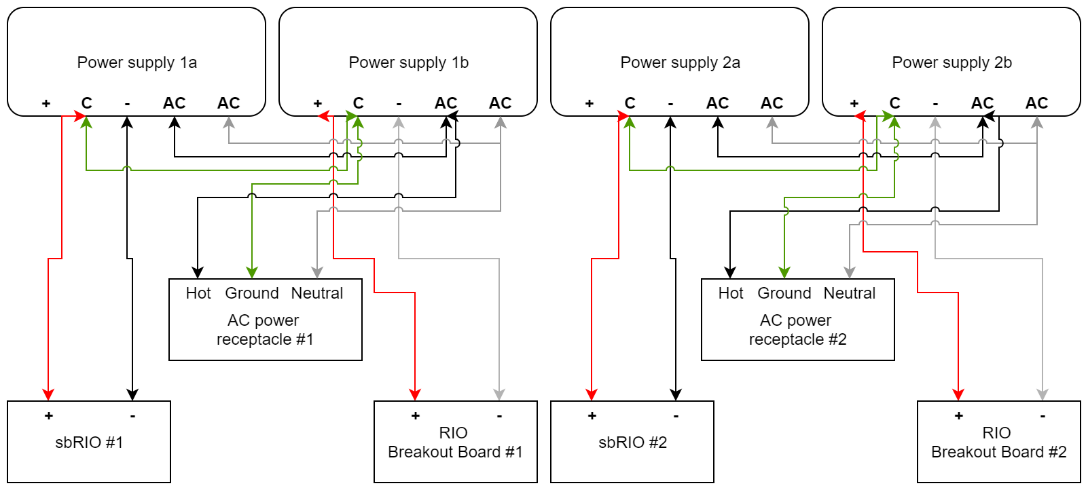 Power supply 1a
+ C - AC AC
Power supply 1b
+ C - AC AC
Power supply 2a
+ C - AC AC
Power supply 2b
+ C - AC AC
Hot Ground Neutral
AC power
receptacle #1
Hot Ground Neutral
AC power
receptacle #2
+ -
sbRIO #1
+ -
RIO
Breakout Board #1
+ -
sbRIO #2
+ -
RIO
Breakout Board #2